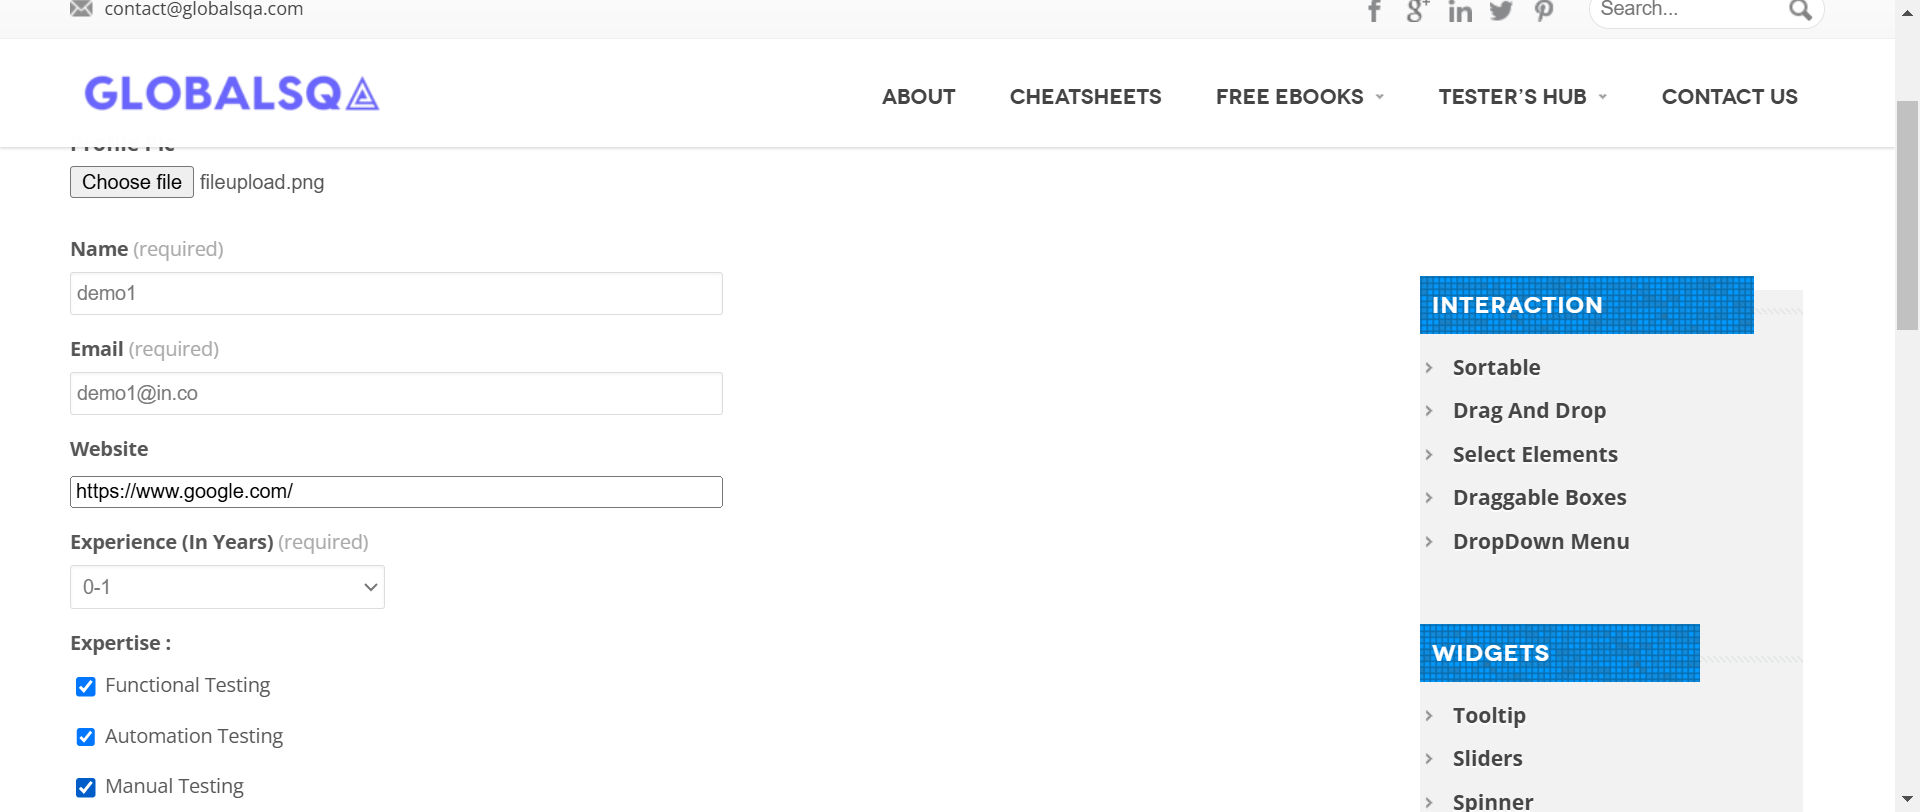 contact@globalsqa.com
Search...
GLOBALSQA
ABOUT CHEATSHEETS FREE EBOOKS TESTER’S HUB CONTACT US
Profile Pic
Choose file fileupload.png
Name (required)
demo1
Email (required)
demo1@in.co
Website
https://www.google.com/
Experience (In Years) (required)
0-1
Expertise :
Functional Testing
Automation Testing
Manual Testing
INTERACTION
Sortable
Drag And Drop
Select Elements
Draggable Boxes
DropDown Menu
WIDGETS
Tooltip
Sliders
Spinner